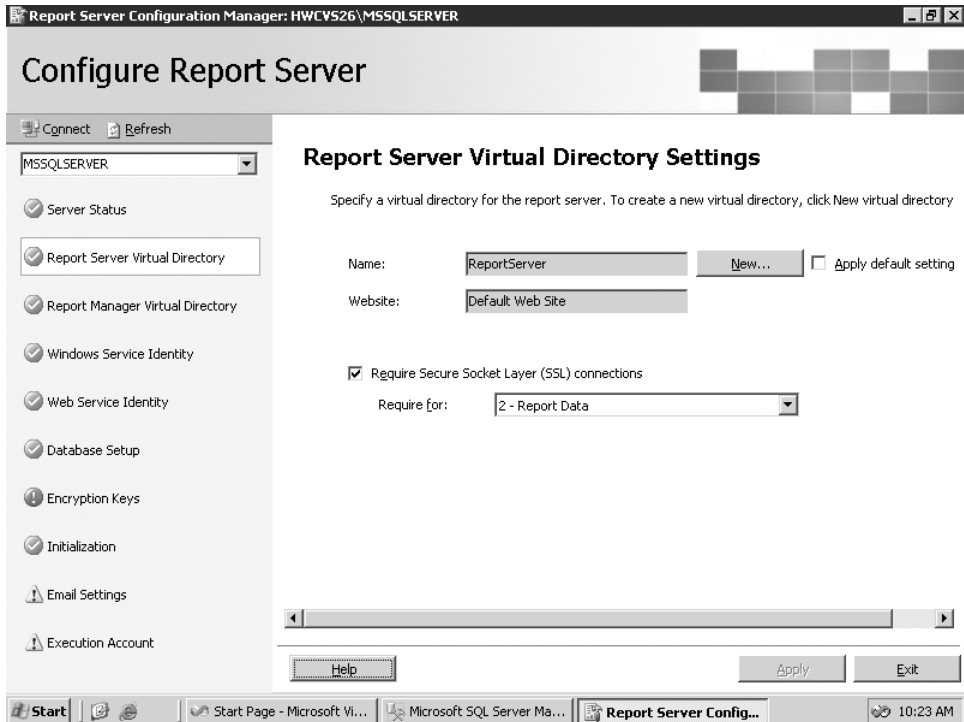 Report Server Configuration Manager: HWCVS26\MSSQLSERVER
Configure Report Server
Connect Refresh
MSSQLSERVER
Server Status
Report Server Virtual Directory
Report Manager Virtual Directory
Windows Service Identity
Web Service Identity
Database Setup
Encryption Keys
Initialization
Email Settings
Execution Account
Report Server Virtual Directory Settings
Specify a virtual directory for the report server. To create a new virtual directory, click New virtual directory
Name: ReportServer New... Apply default setting
Website: Default Web Site
Require Secure Socket Layer (SSL) connections
Require for: 2 - Report Data
Help Apply Exit
Start Start Page - Microsoft Vi... Microsoft SQL Server Ma... Report Server Config... 10:23 AM